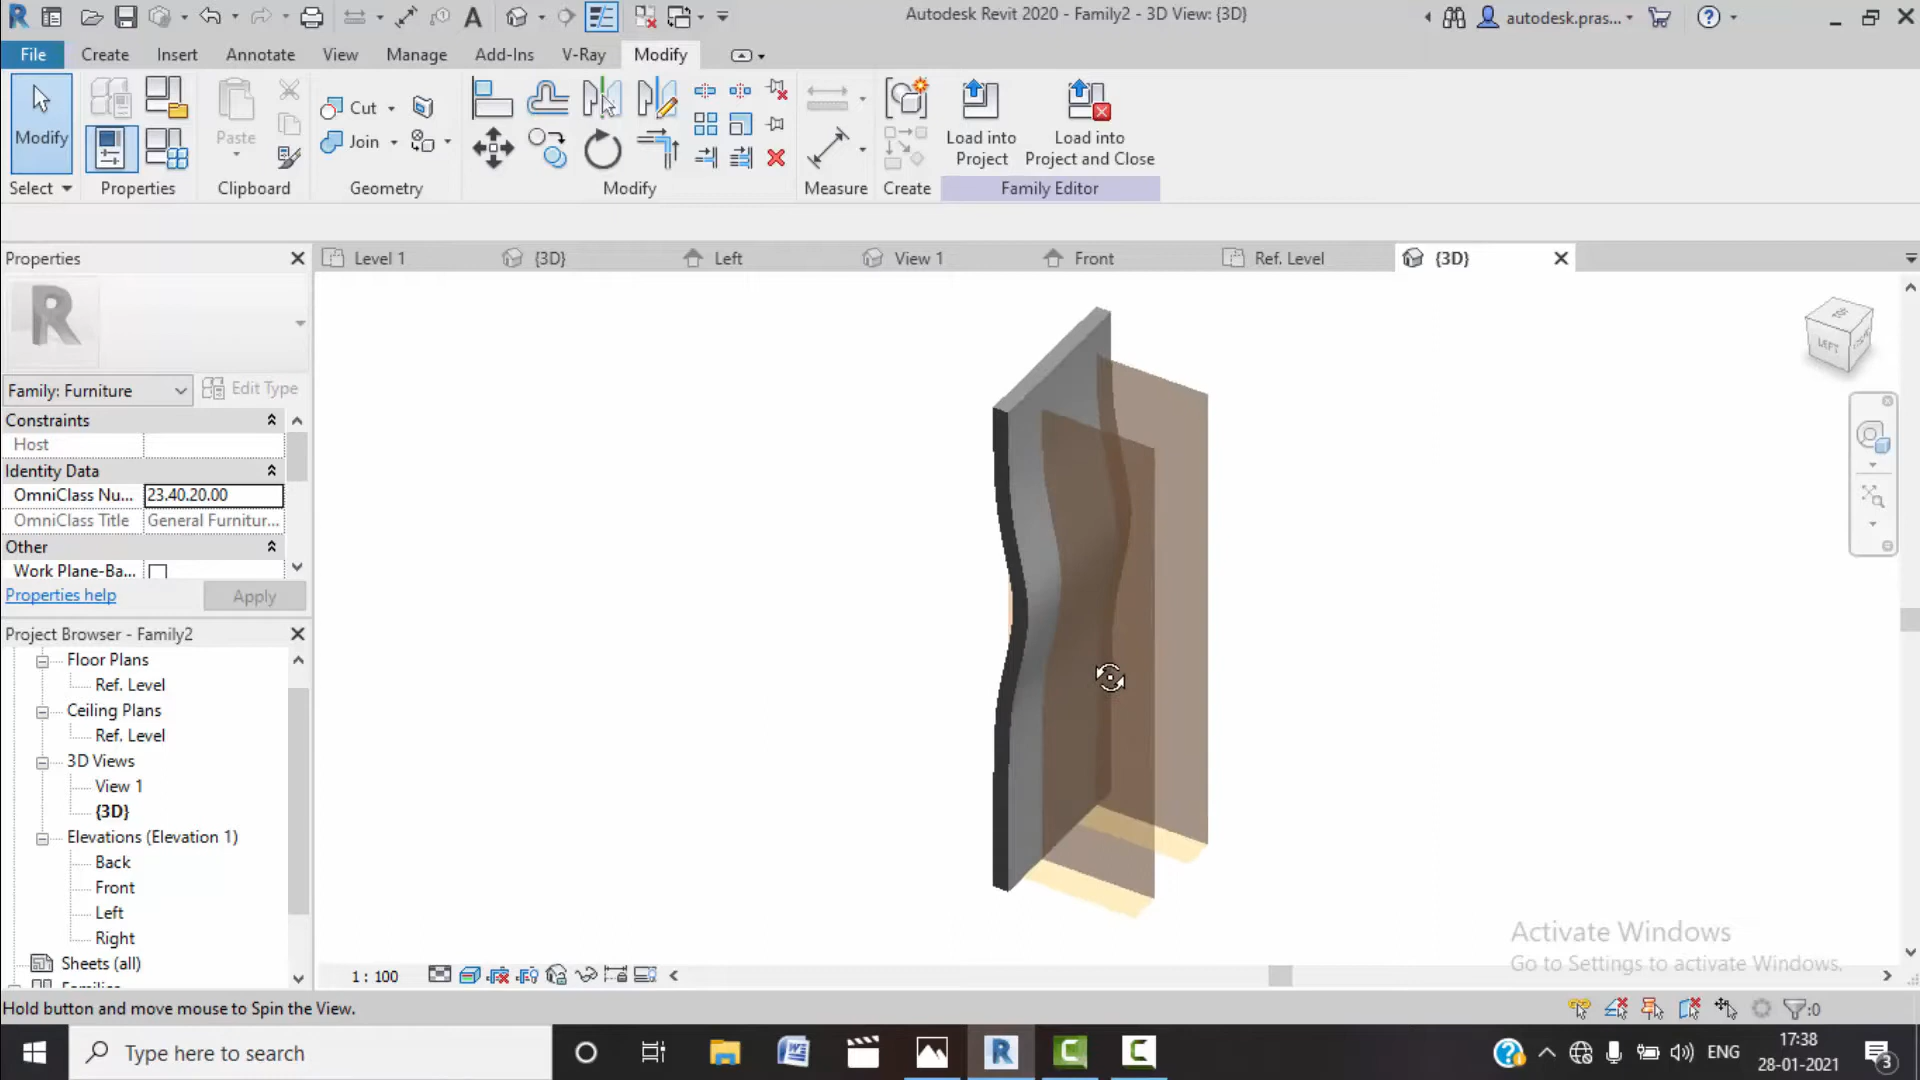 Autodesk Revit 2020 - Family2 - 3D View: {3D}
autodesk.pras...
File
Create
Insert
Annotate
View
Manage
Add-Ins
V-Ray
Modify
Modify
Paste
Cut
Join
Load into
Project
Load into
Project and Close
Select
Properties
Clipboard
Geometry
Modify
Measure
Create
Family Editor
Properties
Level 1
{3D}
Left
View 1
Front
Ref. Level
{3D}
Family: Furniture
Edit Type
Constraints
Host
Identity Data
OmniClass Nu...
23.40.20.00
OmniClass Title
General Furnitur...
Other
Work Plane-Ba...
Properties help
Apply
LEFT
Project Browser - Family2
Floor Plans
Ref. Level
Ceiling Plans
Ref. Level
3D Views
View 1
{3D}
Elevations (Elevation 1)
Back
Front
Left
Right
Sheets (all)
1 : 100
Activate Windows
Go to Settings to activate Windows.
Hold button and move mouse to Spin the View.
:0
Type here to search
ENG
17:38
28-01-2021
3